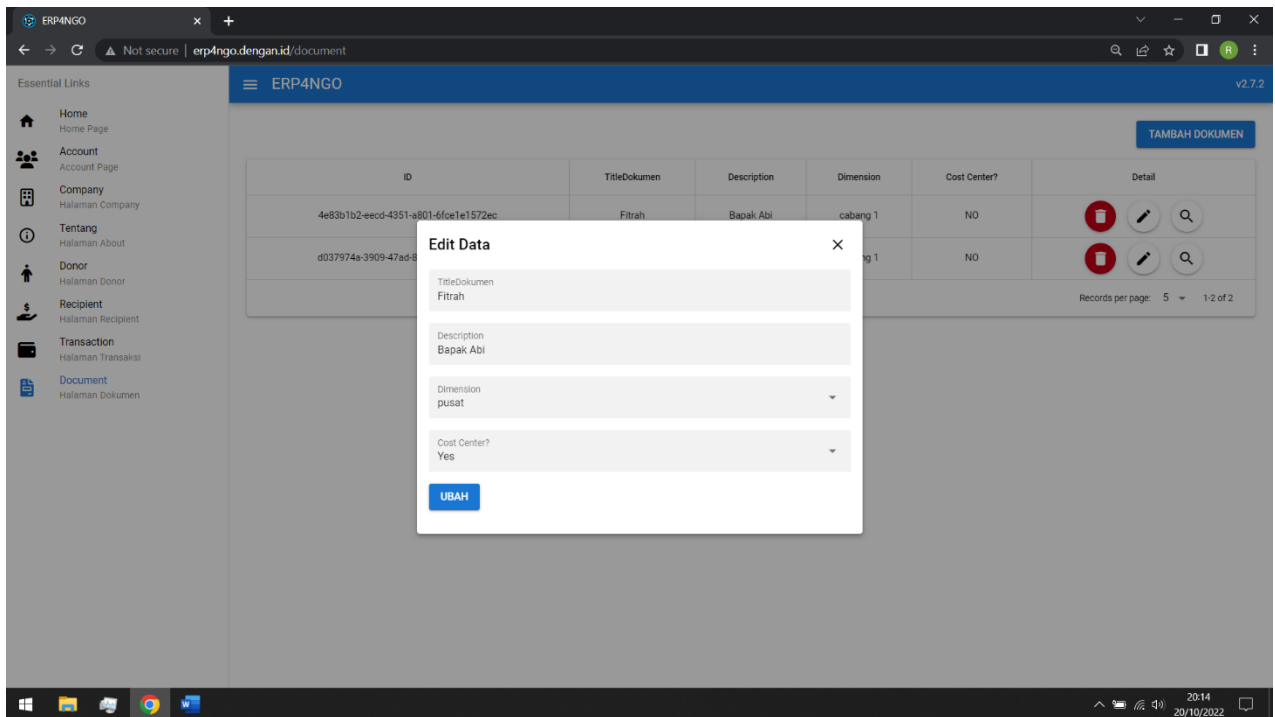 ERP4NGO
Not secure | erp4ngo.dengan.id/document
R
Essential Links
ERP4NGO
v2.7.2
Home
Home Page
Account
Account Page
Company
Halaman Company
Tentang
Halaman About
Donor
Halaman Donor
Recipient
Halaman Recipient
Transaction
Halaman Transaksi
Document
Halaman Dokumen
TAMBAH DOKUMEN
ID TitleDokumen Description Dimension Cost Center? Detail
4e83b1b2-eecd-4351-a801-6fce1e1572ec Fitrah Bapak Abi cabang 1 NO
d037974a-3909-47ad-8 ng 1 NO
Records per page: 5 1-2 of 2
Edit Data
TitleDokumen
Fitrah
Description
Bapak Abi
Dimension
pusat
Cost Center?
Yes
UBAH
W
20:14
20/10/2022